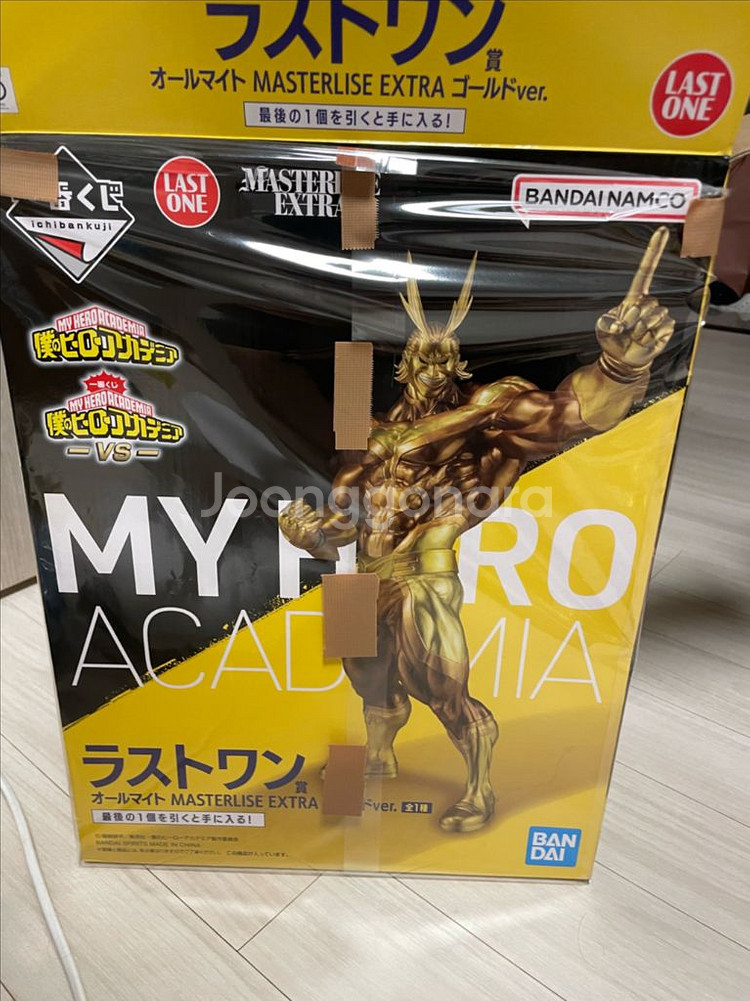 ラストワン賞
オールマイト MASTERLISE EXTRA ゴールドver.
最後の1個を引くと手に入る!
LAST
ONE
番くじ
ichibankuji
LAST
ONE
MASTERLISE
EXTRA
BANDAI NAMCO
MY HERO ACADEMIA
僕のヒーローアカデミア
一番くじ
MY HERO ACADEMIA
僕のヒーローアカデミア
VS
Joonggonara
MY HERO
ACADEMIA
ラストワン賞
オールマイト MASTERLISE EXTRA ドver. 全1種
最後の1個を引くと手に入る!
BANDAI SPIRITS MADE IN CHINA
BAN
DAI